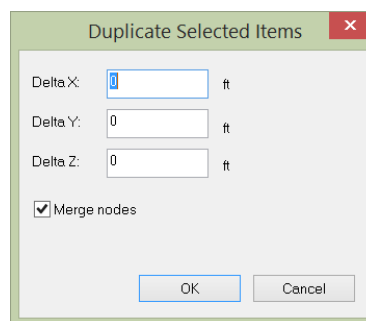 Duplicate Selected Items
Delta X: 0 ft
Delta Y: 0 ft
Delta Z: 0 ft
Merge nodes
OK Cancel